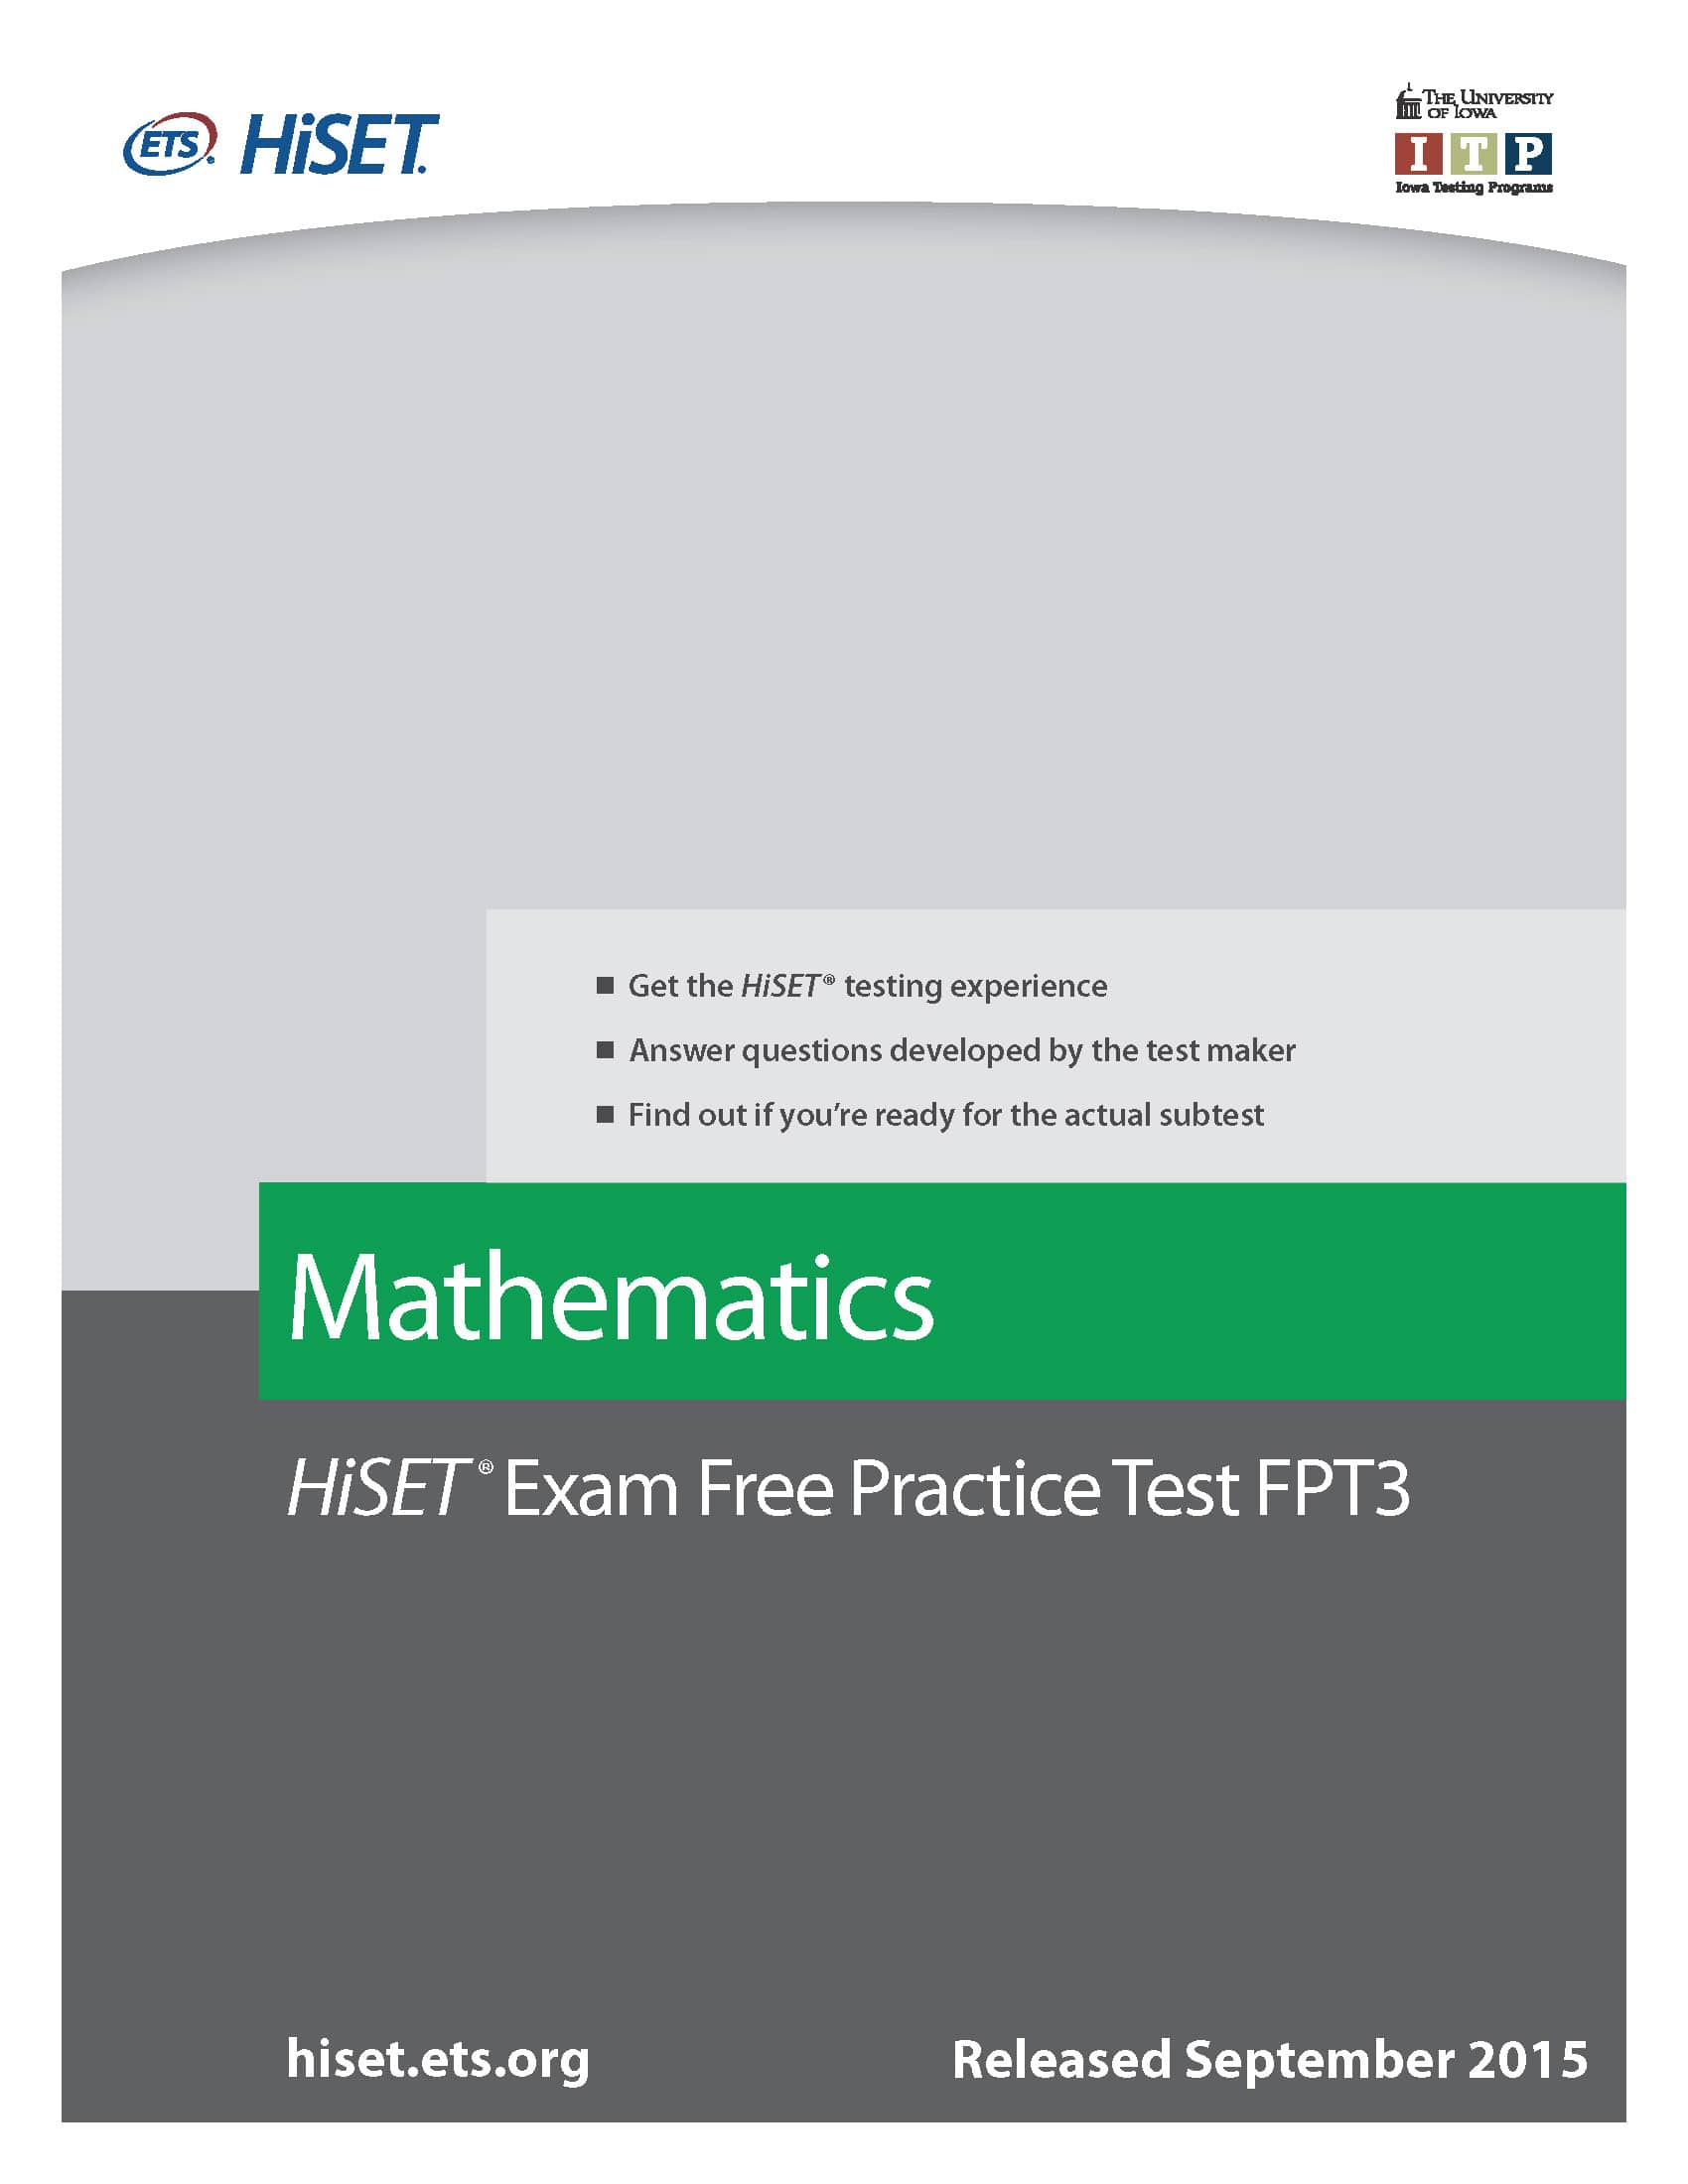 ETS® HiSET®
THE UNIVERSITY
OF IOWA
ITP
Iowa Testing Programs
■ Get the HiSET® testing experience
■ Answer questions developed by the test maker
■ Find out if you’re ready for the actual subtest
Mathematics
HiSET® Exam Free Practice Test FPT3
hiset.ets.org
Released September 2015